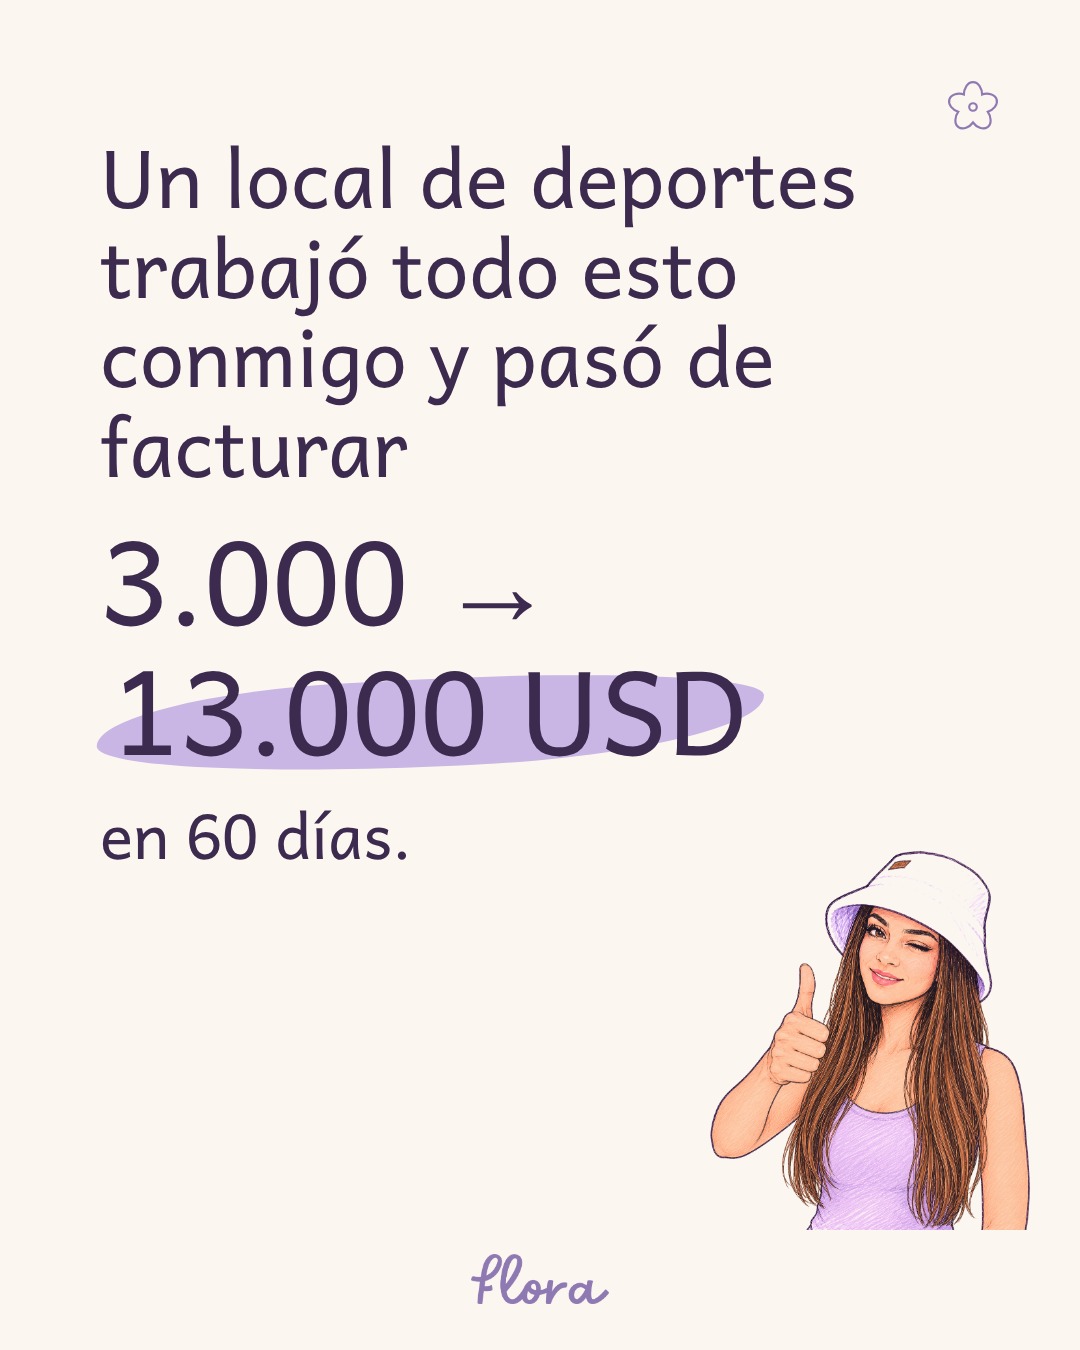 Un local de deportes
trabajó todo esto
conmigo y pasó de
facturar
3.000 →
13.000 USD
en 60 días.
flora